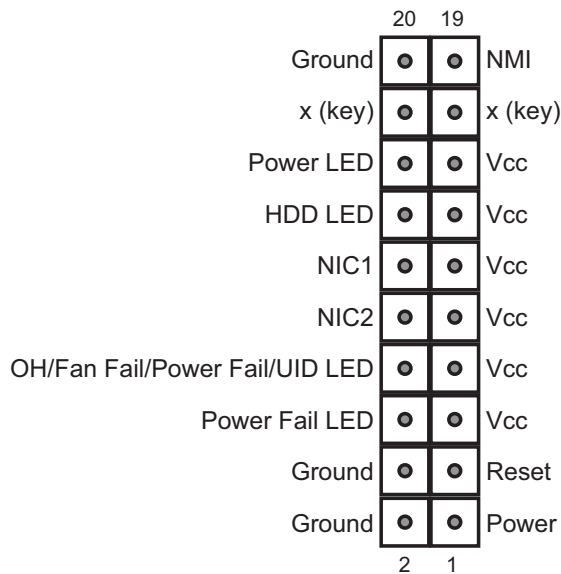 20 19
Ground NMI
x (key) x (key)
Power LED Vcc
HDD LED Vcc
NIC1 Vcc
NIC2 Vcc
OH/Fan Fail/Power Fail/UID LED Vcc
Power Fail LED Vcc
Ground Reset
Ground Power
2 1